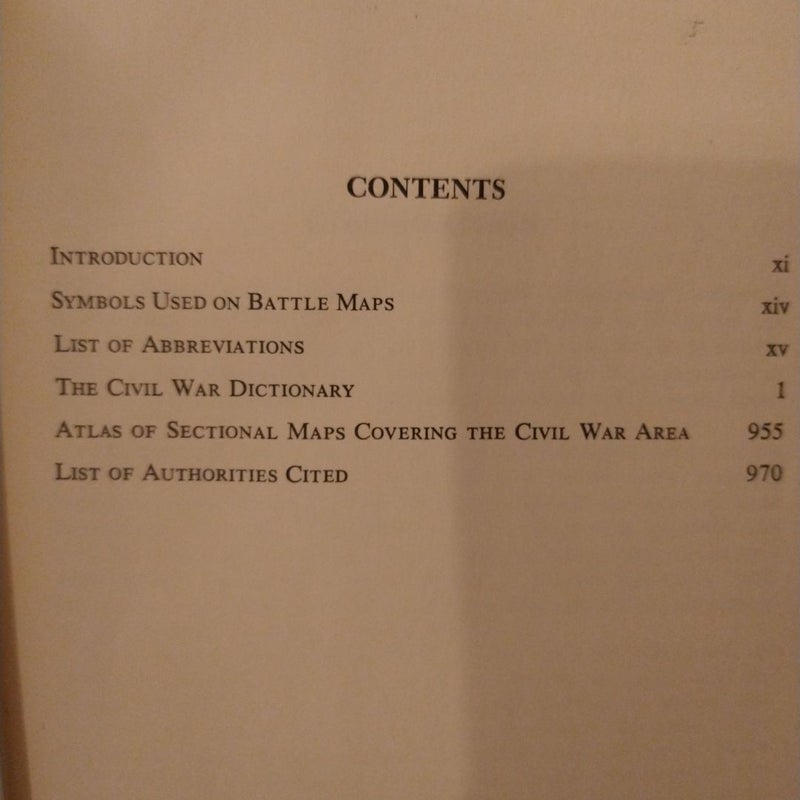 CONTENTS
INTRODUCTION xi
SYMBOLS USED ON BATTLE MAPS xiv
LIST OF ABBREVIATIONS xv
THE CIVIL WAR DICTIONARY 1
ATLAS OF SECTIONAL MAPS COVERING THE CIVIL WAR AREA 955
LIST OF AUTHORITIES CITED 970